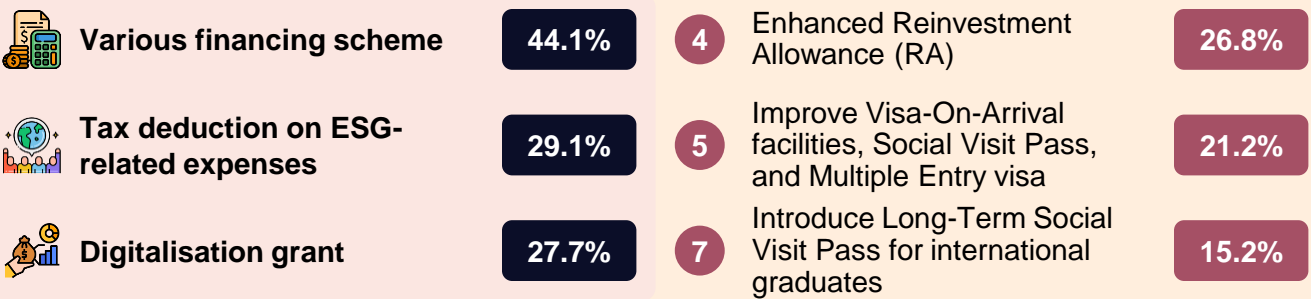 Various financing scheme
44.1%
Tax deduction on ESG-
related expenses
29.1%
Digitalisation grant
27.7%
4
Enhanced Reinvestment
Allowance (RA)
26.8%
5
Improve Visa-On-Arrival
facilities, Social Visit Pass,
and Multiple Entry visa
21.2%
7
Introduce Long-Term Social
Visit Pass for international
graduates
15.2%